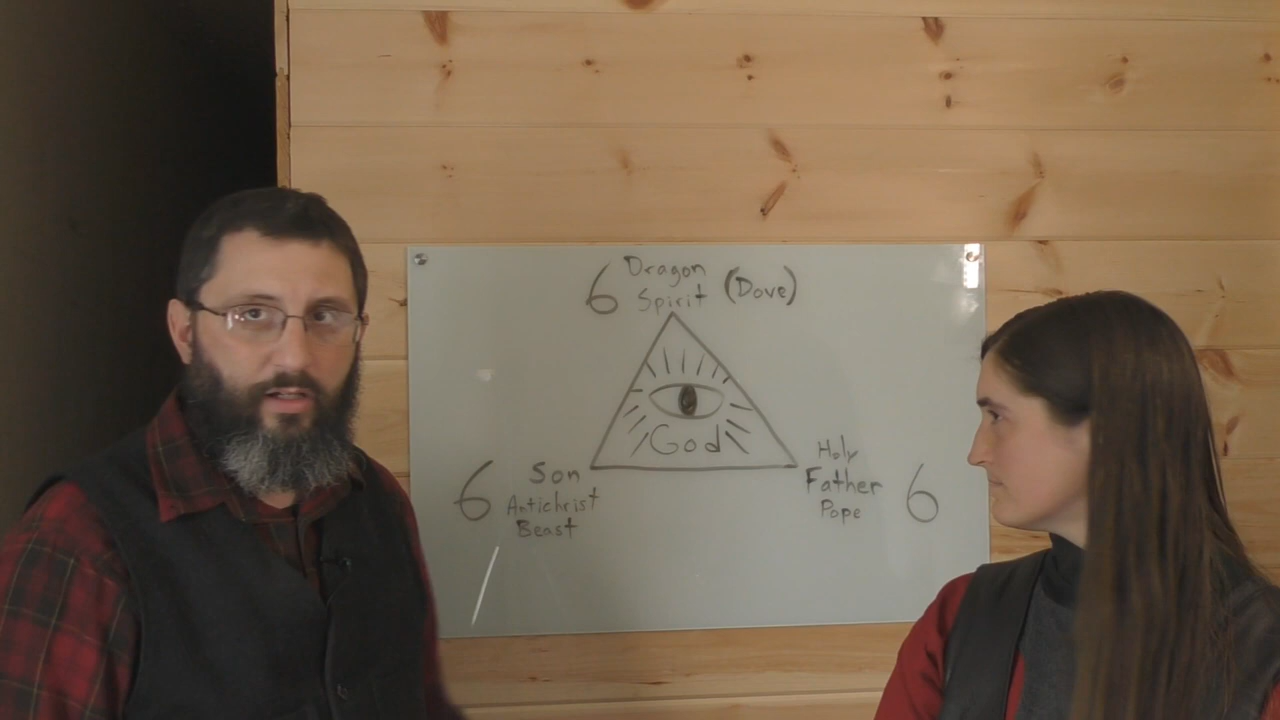 6 Dragon
Spirit (Dove)
God
Son
6 Antichrist
Beast
Holy
Father 6
Pope